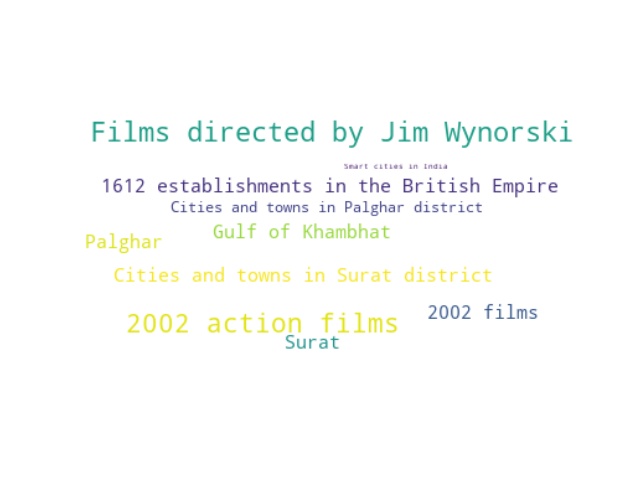 Films directed by Jim Wynorski
Smart cities in India
1612 establishments in the British Empire
Cities and towns in Palghar district
Gulf of Khambhat
Palghar
Cities and towns in Surat district
2002 films
2002 action films
Surat